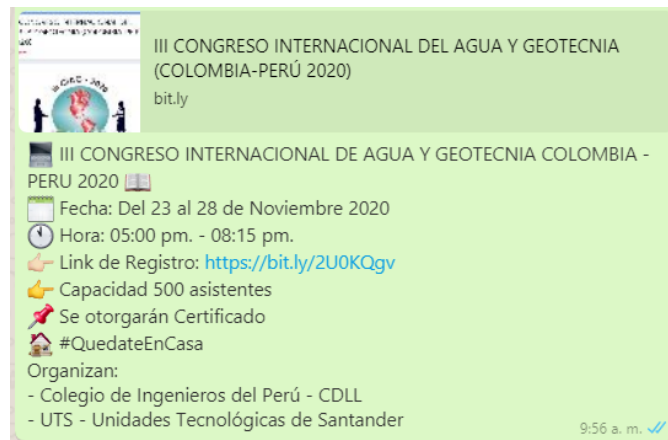 III CONGRESO INTERNACIONAL DEL AGUA Y GEOTECNIA
(COLOMBIA-PERÚ 2020)
bit.ly
III CIAG - 2020
III CONGRESO INTERNACIONAL DE AGUA Y GEOTECNIA COLOMBIA -
PERU 2020
Fecha: Del 23 al 28 de Noviembre 2020
Hora: 05:00 pm. - 08:15 pm.
Link de Registro: https://bit.ly/2U0KQgv
Capacidad 500 asistentes
Se otorgarán Certificado
#QuedateEnCasa
Organizan:
- Colegio de Ingenieros del Perú - CDLL
- UTS - Unidades Tecnológicas de Santander
9:56 a. m.